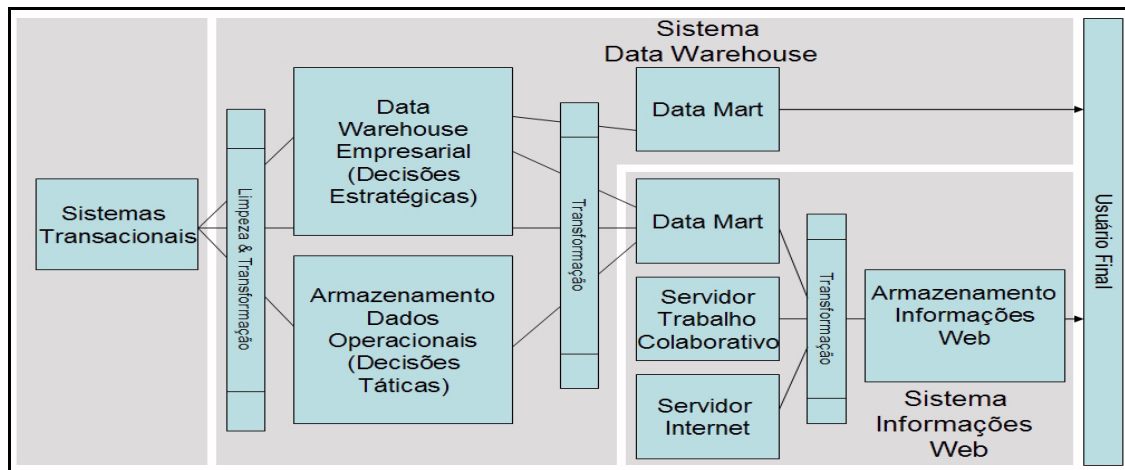 Sistema
Data Warehouse
Sistemas
Transacionais
Limpeza & Transformação
Data
Warehouse
Empresarial
(Decisões
Estratégicas)
Armazenamento
Dados
Operacionais
(Decisões
Táticas)
Transformação
Data Mart
Data Mart
Servidor
Trabalho
Colaborativo
Servidor
Internet
Transformação
Armazenamento
Informações
Web
Sistema
Informações
Web
Usuário Final